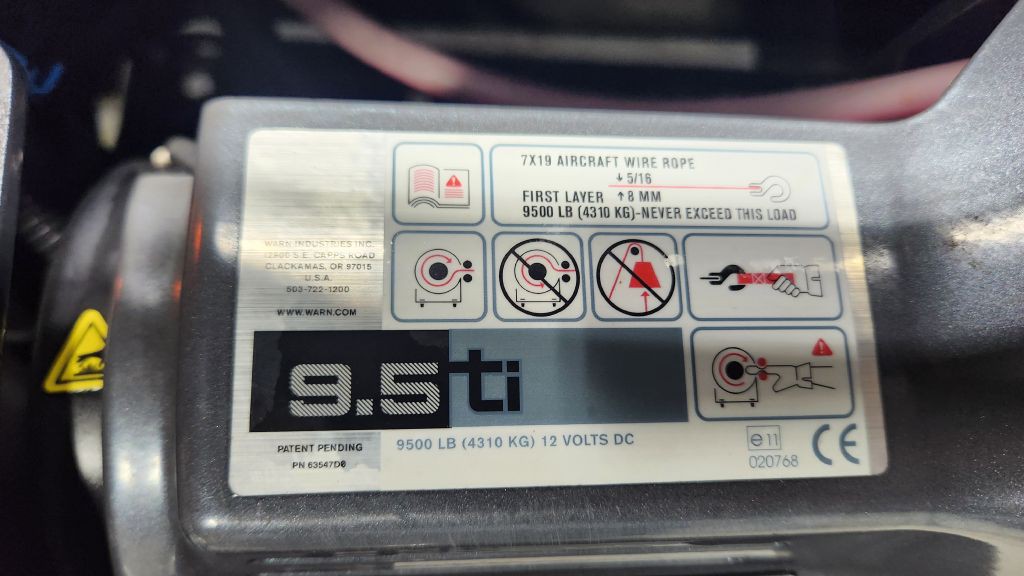 7X19 AIRCRAFT WIRE ROPE
↓ 5/16
FIRST LAYER ↑ 8 MM
9500 LB (4310 KG)-NEVER EXCEED THIS LOAD
WARN INDUSTRIES INC.
12900 S.E. CAPPS ROAD
CLACKAMAS, OR 97015
U.S.A.
503-722-1200
WWW.WARN.COM
9.5ti
PATENT PENDING
PN 63547D0
9500 LB (4310 KG) 12 VOLTS DC
e11
020768
CE